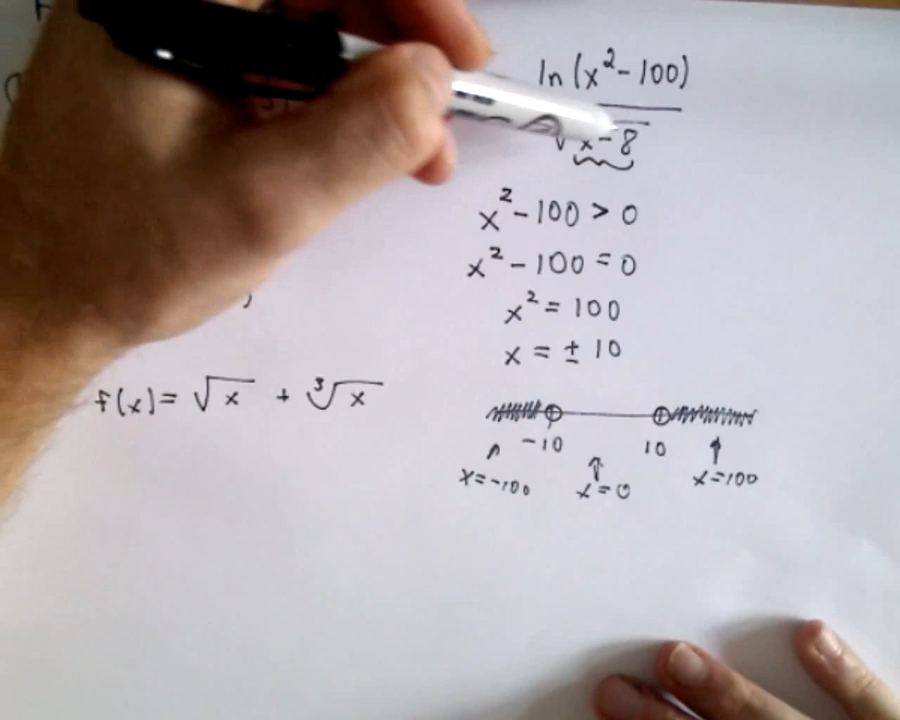 ln (x² - 100)
√x - 8
x² - 100 > 0
x² - 100 = 0
x² = 100
x = ± 10
f(x) = √x + ∛x
-10 10
x=-100 x=0 x=100